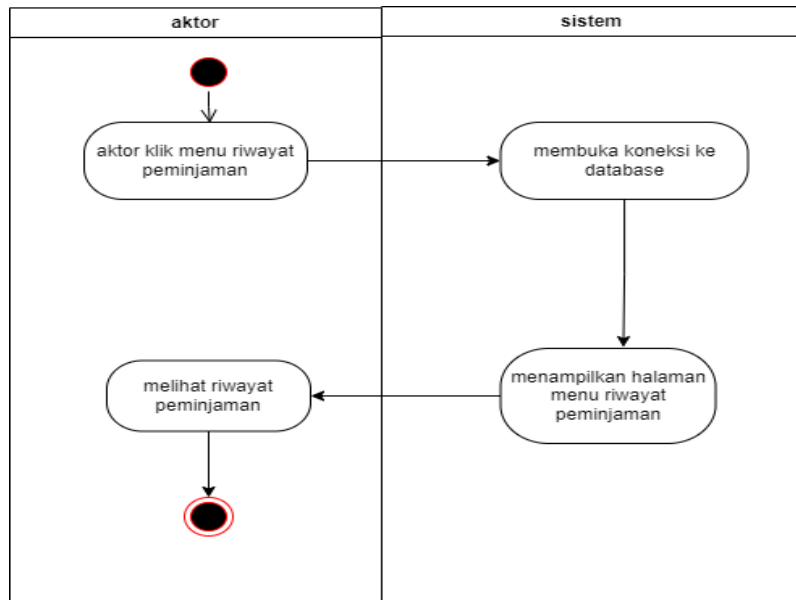 aktor
sistem
aktor klik menu riwayat
peminjaman
membuka koneksi ke
database
menampilkan halaman
menu riwayat
peminjaman
melihat riwayat
peminjaman